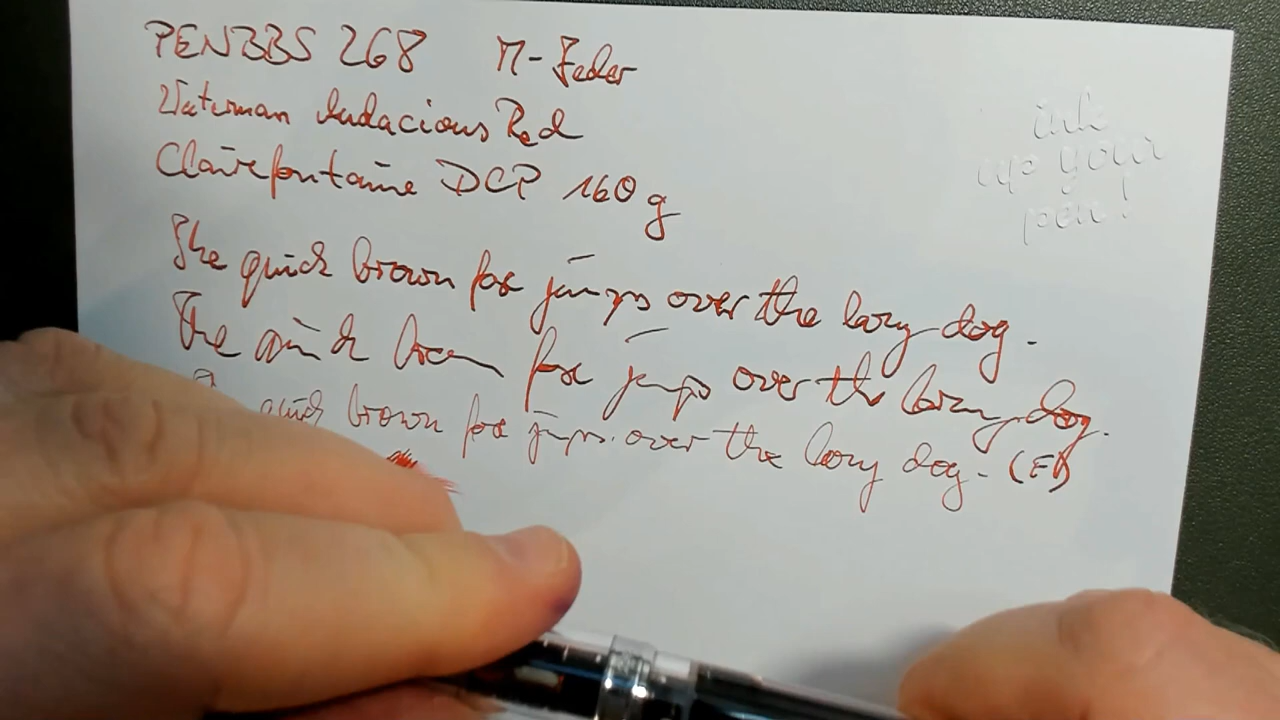 PENBBS 268 M-Feder
Waterman Audacious Red
Clairefontaine DCP 160 g
The quick brown fox jumps over the lazy dog.
The quick brown fox jumps over the lazy dog.
quick brown fox jumps over the lazy dog. (EF)
ink
up your
pen!